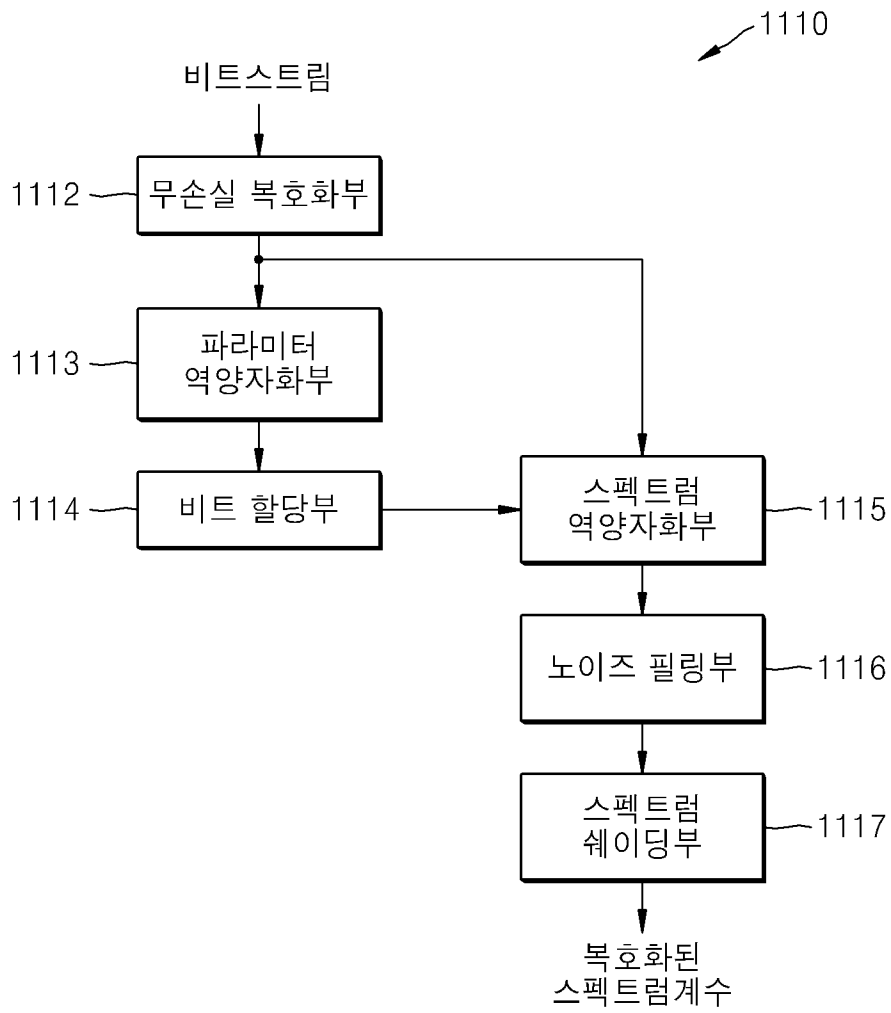 1110
비트스트림
1112
무손실 복호화부
1113
파라미터
역양자화부
1114
비트 할당부
스펙트럼
역양자화부
1115
노이즈 필링부
1116
스펙트럼
쉐이딩부
1117
복호화된
스펙트럼계수